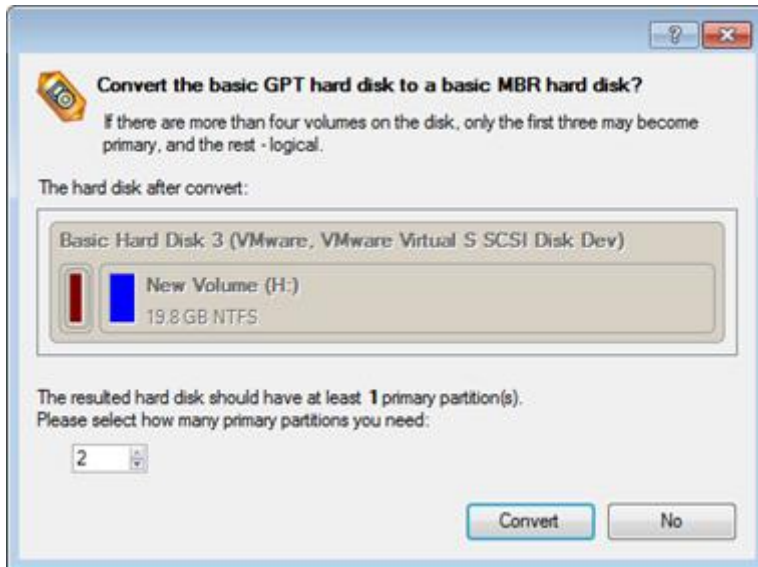 ?
Convert the basic GPT hard disk to a basic MBR hard disk?
If there are more than four volumes on the disk, only the first three may become
primary, and the rest - logical.
The hard disk after convert:
Basic Hard Disk 3 (VMware, VMware Virtual S SCSI Disk Dev)
New Volume (H:)
19.8 GB NTFS
The resulted hard disk should have at least 1 primary partition(s).
Please select how many primary partitions you need:
2
Convert No